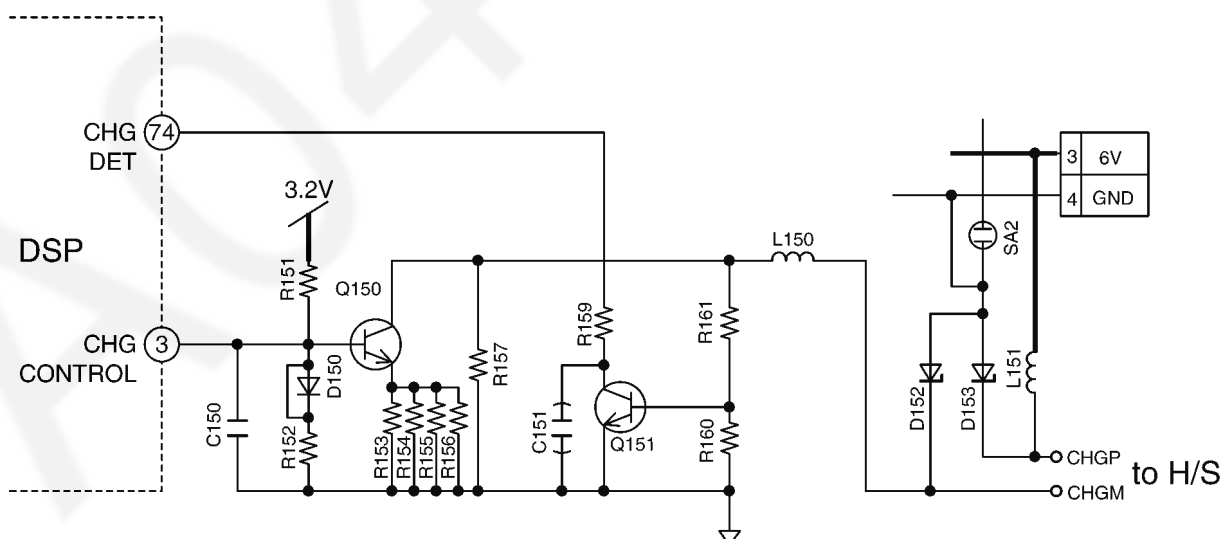 CHG
DET
74
3.2V
DSP
R151
Q150
CHG
CONTROL
3
C150
D150
R152
R153
R154
R155
R156
R157
C151
R159
Q151
R161
R160
L150
SA2
3
6V
4
GND
D152
D153
L151
CHGP
CHGM
to H/S